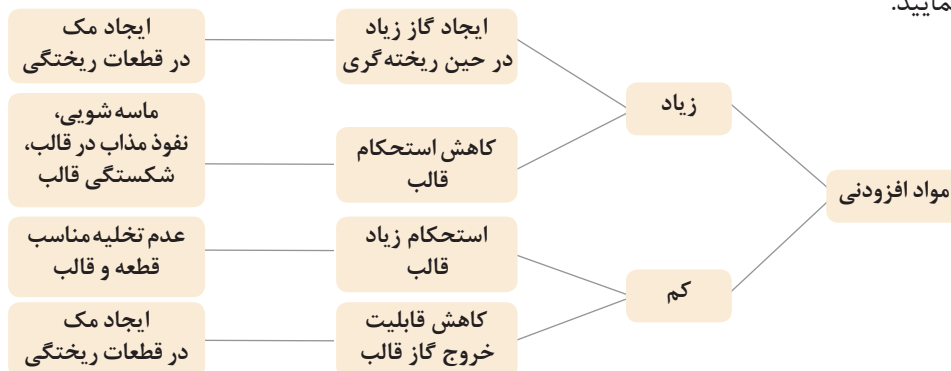 نمایید.
مواد افزودنی
زیاد
ایجاد گاز زیاد
در حین ریخته‌گری
ایجاد مک
در قطعات ریختگی
کاهش استحکام
قالب
ماسه‌شویی،
نفوذ مذاب در قالب،
شکستگی قالب
کم
استحکام زیاد
قالب
عدم تخلیه مناسب
قطعه و قالب
کاهش قابلیت
خروج گاز قالب
ایجاد مک
در قطعات ریختگی